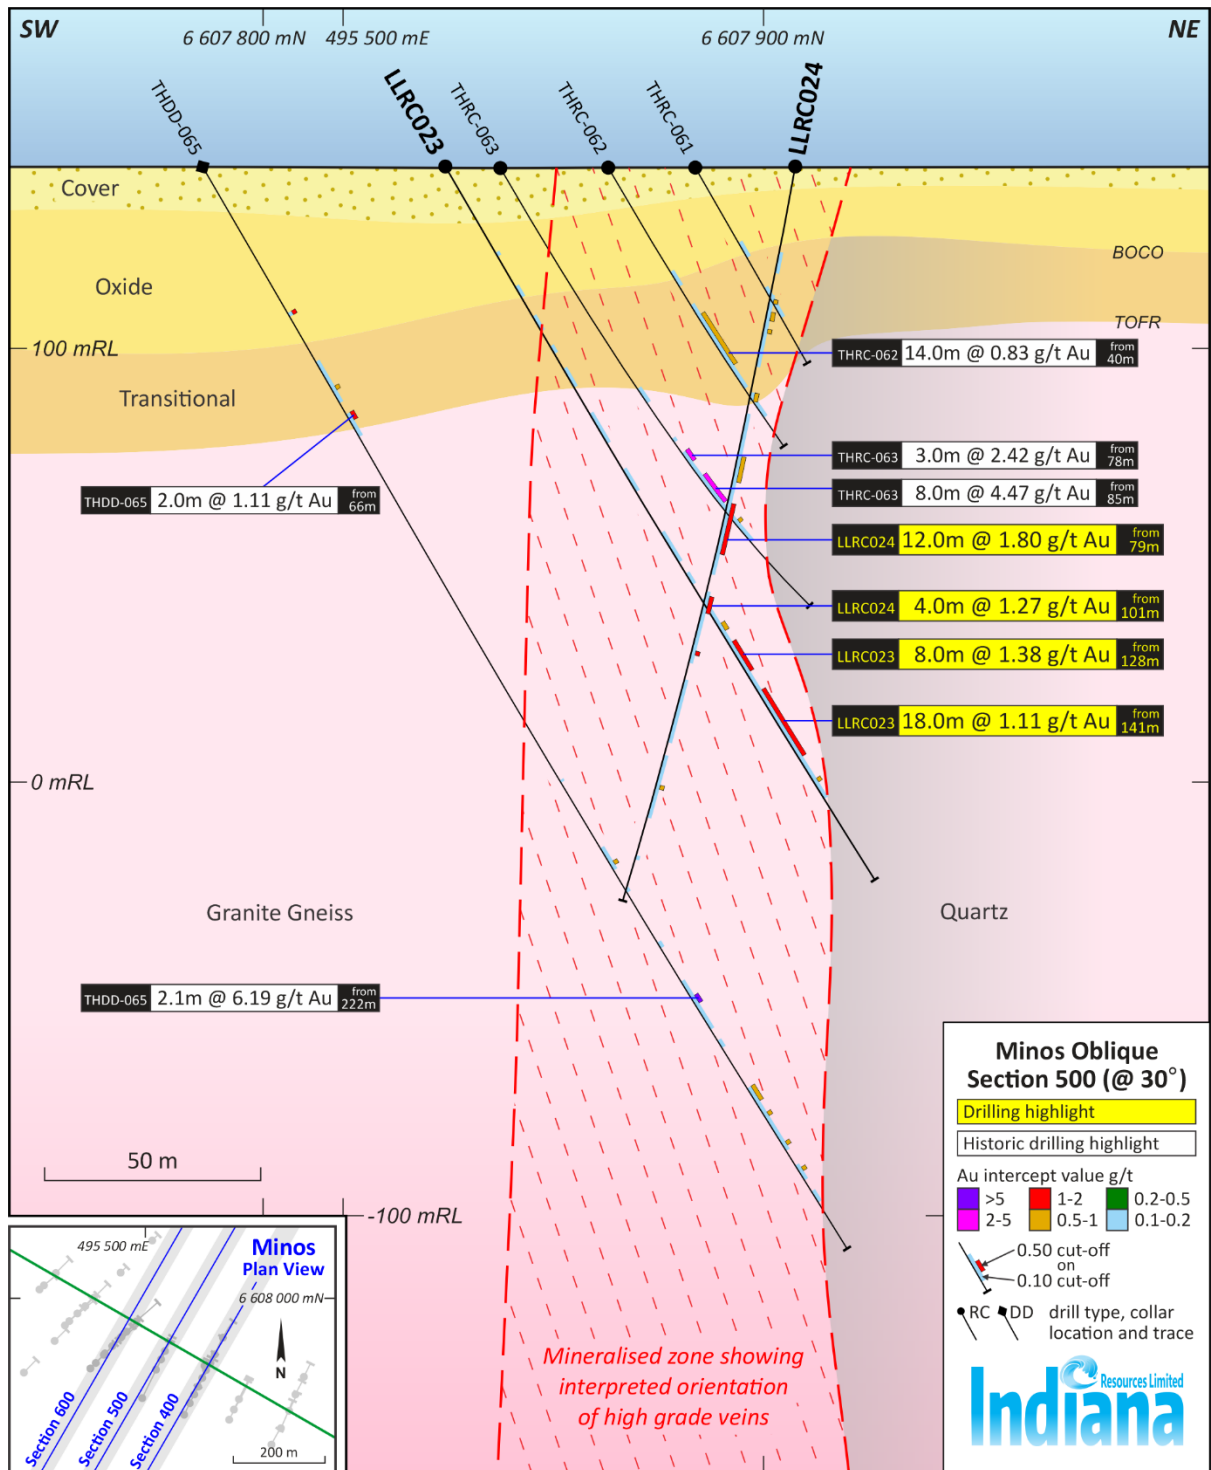 SW
NE
6 607 800 mN
495 500 mE
6 607 900 mN
THDD-065
LLRC023
THRC-063
THRC-062
THRC-061
LLRC024
Cover
Oxide
BOCO
TOFR
100 mRL
Transitional
THRC-062 14.0m @ 0.83 g/t Au from 40m
THRC-063 3.0m @ 2.42 g/t Au from 78m
THRC-063 8.0m @ 4.47 g/t Au from 85m
THDD-065 2.0m @ 1.11 g/t Au from 66m
LLRC024 12.0m @ 1.80 g/t Au from 79m
LLRC024 4.0m @ 1.27 g/t Au from 101m
LLRC023 8.0m @ 1.38 g/t Au from 128m
LLRC023 18.0m @ 1.11 g/t Au from 141m
0 mRL
Granite Gneiss
Quartz
THDD-065 2.1m @ 6.19 g/t Au from 222m
50 m
-100 mRL
Mineralised zone showing
interpreted orientation
of high grade veins
495 500 mE
Minos
Plan View
6 608 000 mN
N
Section 600
Section 500
Section 400
200 m
Minos Oblique
Section 500 (@ 30°)
Drilling highlight
Historic drilling highlight
Au intercept value g/t
>5 1-2 0.2-0.5
2-5 0.5-1 0.1-0.2
0.50 cut-off
on
0.10 cut-off
RC DD drill type, collar
location and trace
Resources Limited
Indiana